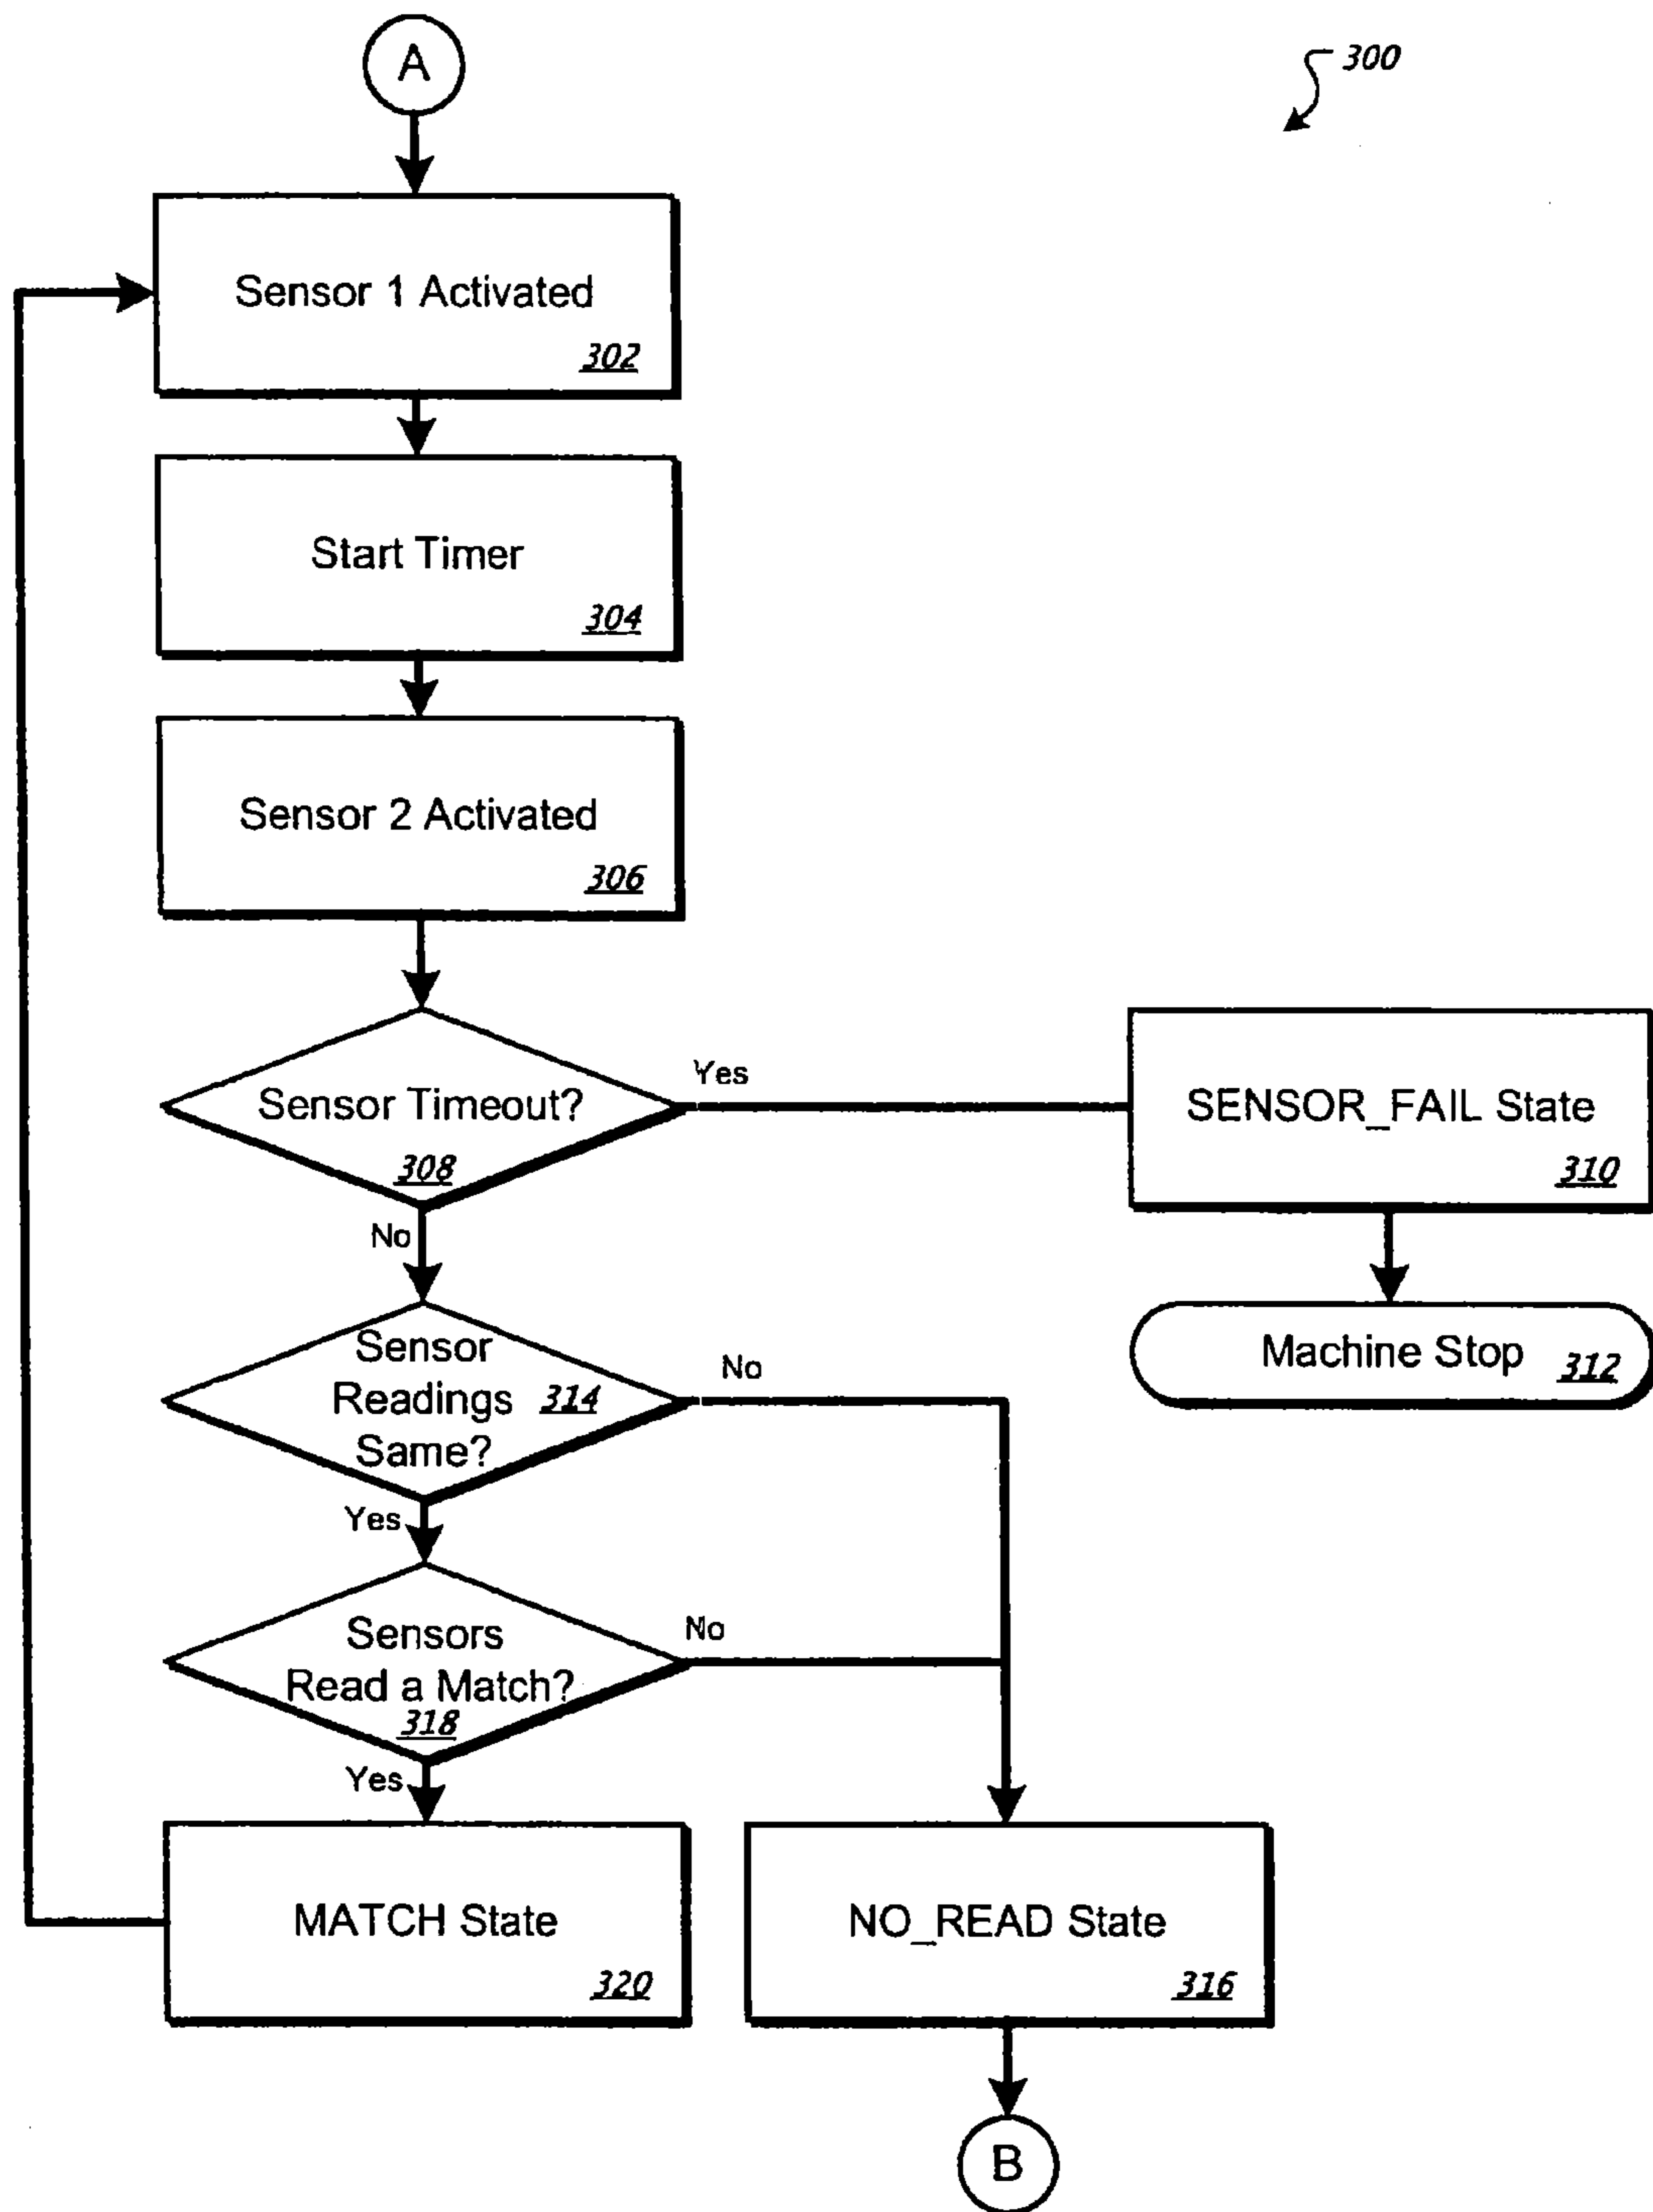 A
300
Sensor 1 Activated
302
Start Timer
304
Sensor 2 Activated
306
Sensor Timeout?
308
Yes
No
SENSOR_FAIL State
310
Machine Stop 312
Sensor
Readings 314
Same?
No
Yes
Sensors
Read a Match?
318
No
Yes
MATCH State
320
NO_READ State
316
B